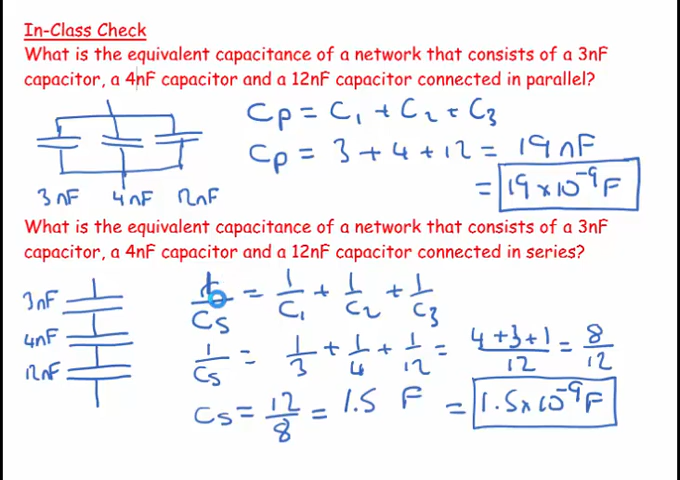 In-Class Check
What is the equivalent capacitance of a network that consists of a 3nF
capacitor, a 4nF capacitor and a 12nF capacitor connected in parallel?
Cp = C1 + C2 + C3
Cp = 3 + 4 + 12 = 19 nF
= 19 x 10^-9 F
3nF 4nF 12nF
What is the equivalent capacitance of a network that consists of a 3nF
capacitor, a 4nF capacitor and a 12nF capacitor connected in series?
3nF
4nF
12nF
1/Cs = 1/C1 + 1/C2 + 1/C3
1/Cs = 1/3 + 1/4 + 1/12 = 4+3+1/12 = 8/12
Cs = 12/8 = 1.5 F = 1.5 x 10^-9 F